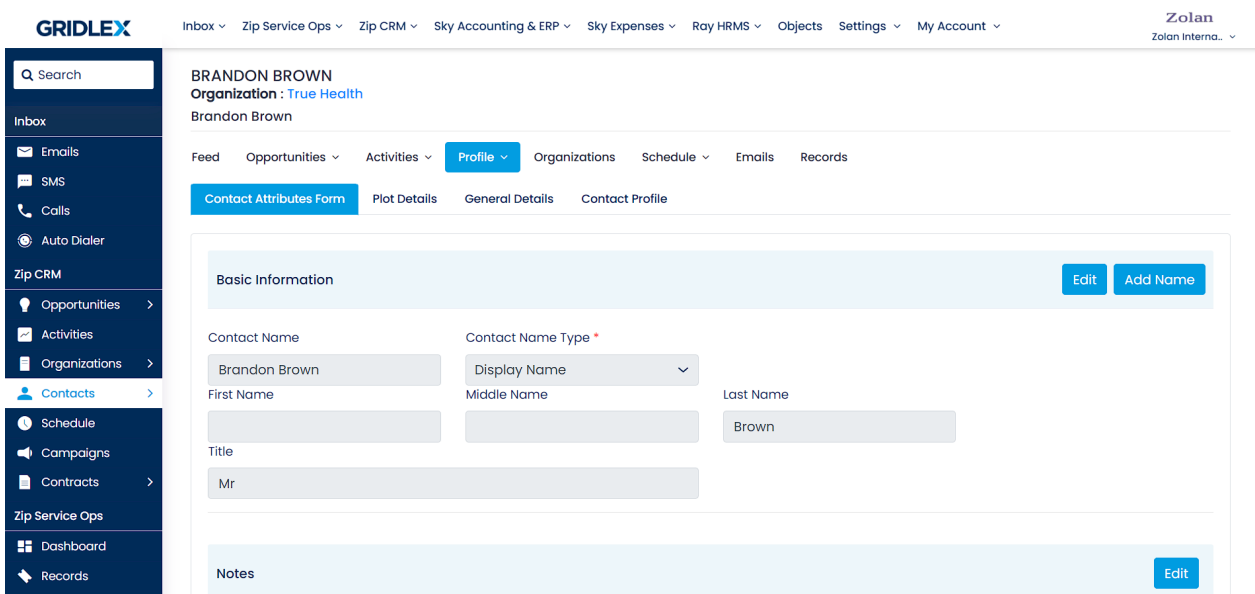 GRIDLEX
Inbox Zip Service Ops Zip CRM Sky Accounting & ERP Sky Expenses Ray HRMS Objects Settings My Account
Zolan
Zolan Interna..
Search
Inbox
Emails
SMS
Calls
Auto Dialer
Zip CRM
Opportunities
Activities
Organizations
Contacts
Schedule
Campaigns
Contracts
Zip Service Ops
Dashboard
Records
BRANDON BROWN
Organization : True Health
Brandon Brown
Feed Opportunities Activities Profile Organizations Schedule Emails Records
Contact Attributes Form Plot Details General Details Contact Profile
Basic Information Edit Add Name
Contact Name Contact Name Type *
Brandon Brown Display Name
First Name Middle Name Last Name
Brown
Title
Mr
Notes Edit